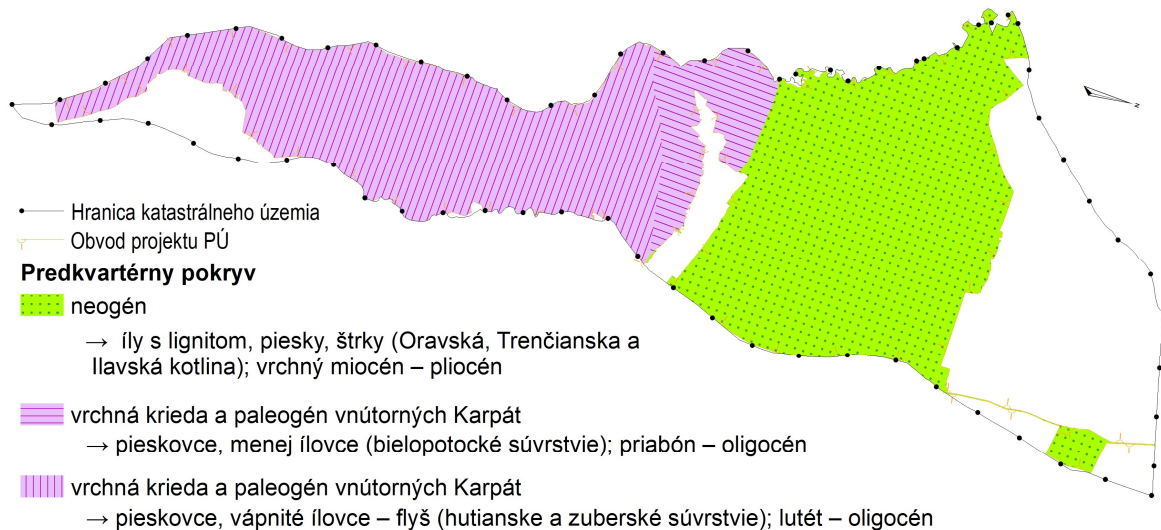 N
Hranica katastrálneho územia
Obvod projektu PÚ
Predkvartérny pokryv
neogén
→ íly s lignitom, piesky, štrky (Oravská, Trenčianska a
Ilavská kotlina); vrchný miocén – pliocén
vrchná krieda a paleogén vnútorných Karpát
→ pieskovce, menej ílovce (bielopotocké súvrstvie); priabón – oligocén
vrchná krieda a paleogén vnútorných Karpát
→ pieskovce, vápnité ílovce – flyš (hutianske a zuberské súvrstvie); lutét – oligocén